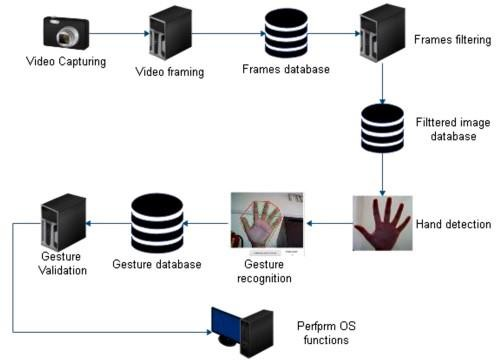 Video Capturing
Video framing
Frames database
Frames filtering
Filttered image
database
Hand detection
Gesture
recognition
Gesture database
Gesture
Validation
Perfprm OS
functions